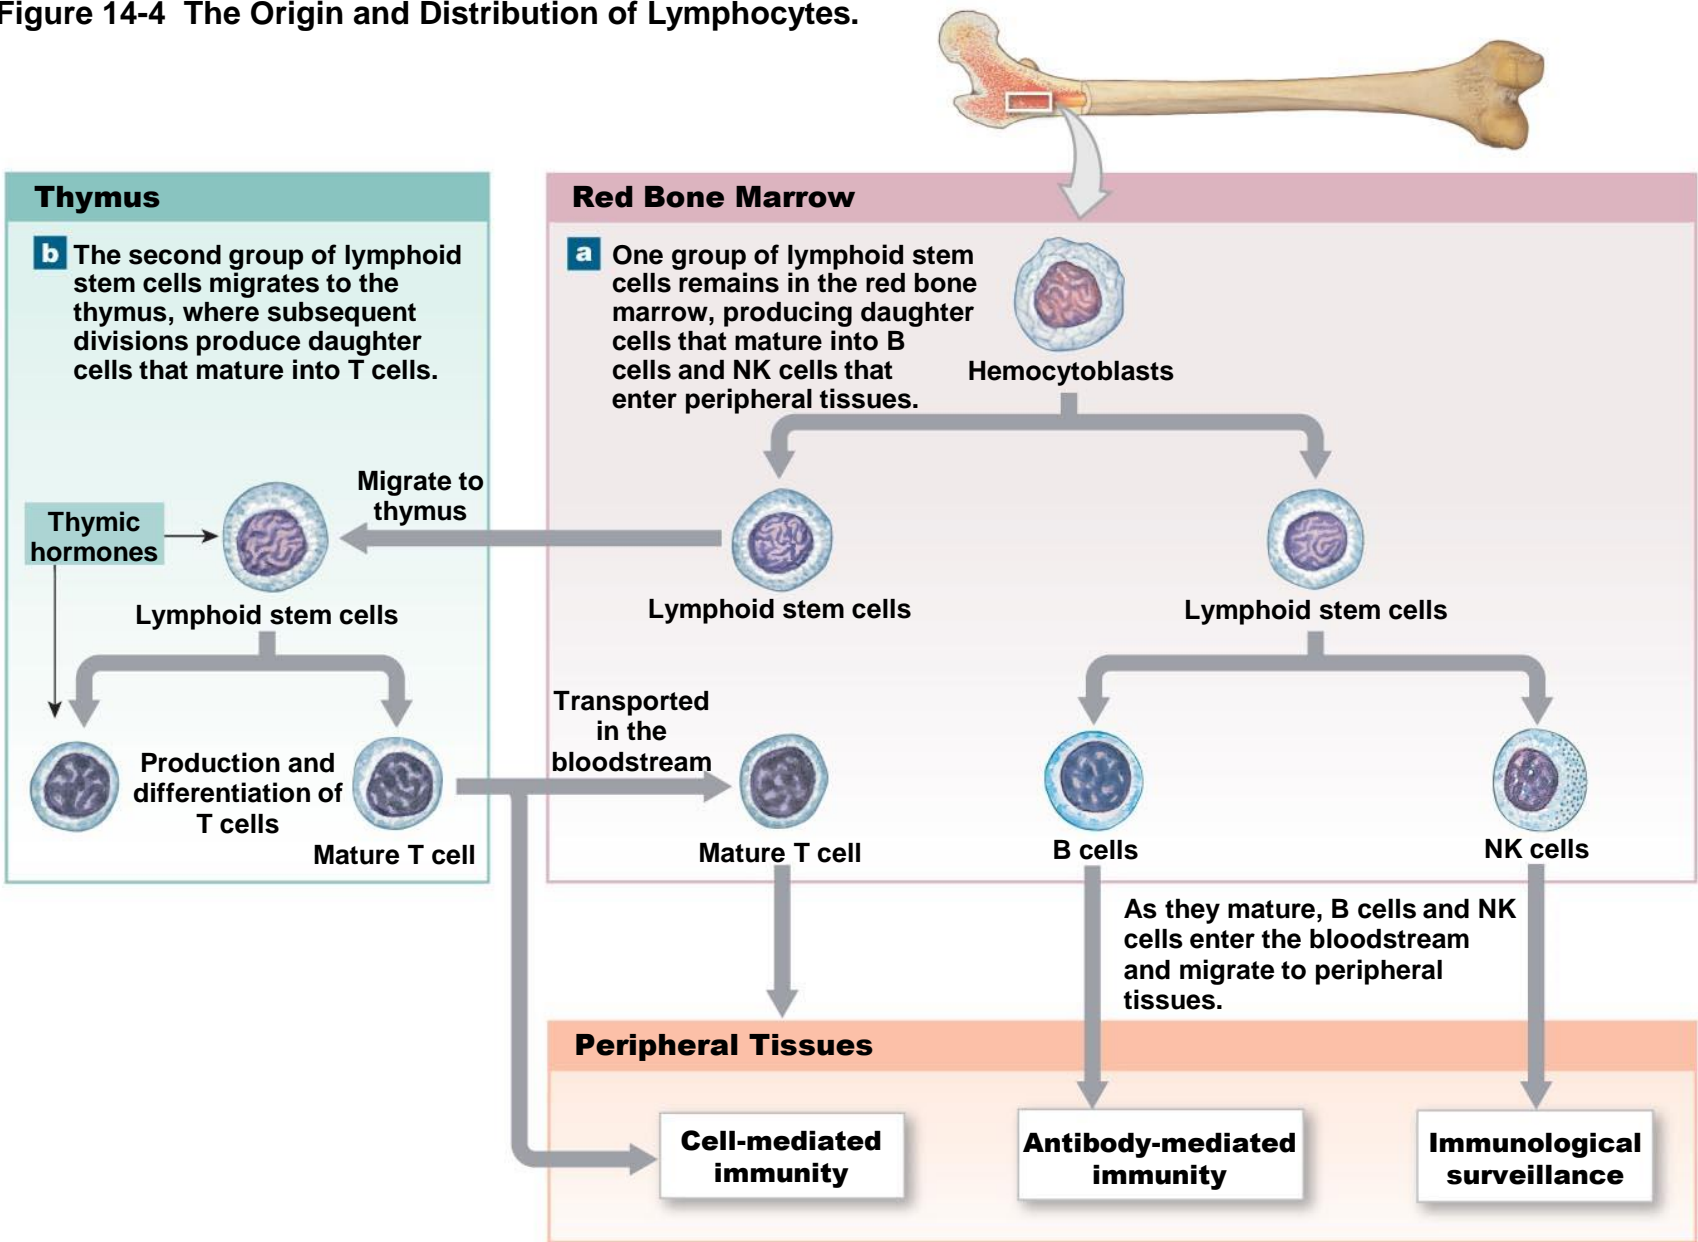 Figure 14-4 The Origin and Distribution of Lymphocytes.
Thymus
b The second group of lymphoid
stem cells migrates to the
thymus, where subsequent
divisions produce daughter
cells that mature into T cells.
Red Bone Marrow
a One group of lymphoid stem
cells remains in the red bone
marrow, producing daughter
cells that mature into B
cells and NK cells that
enter peripheral tissues.
Hemocytoblasts
Migrate to
thymus
Thymic
hormones
Lymphoid stem cells
Lymphoid stem cells
Lymphoid stem cells
Transported
in the
bloodstream
Production and
differentiation of
T cells
Mature T cell
Mature T cell
B cells
NK cells
As they mature, B cells and NK
cells enter the bloodstream
and migrate to peripheral
tissues.
Peripheral Tissues
Cell-mediated
immunity
Antibody-mediated
immunity
Immunological
surveillance